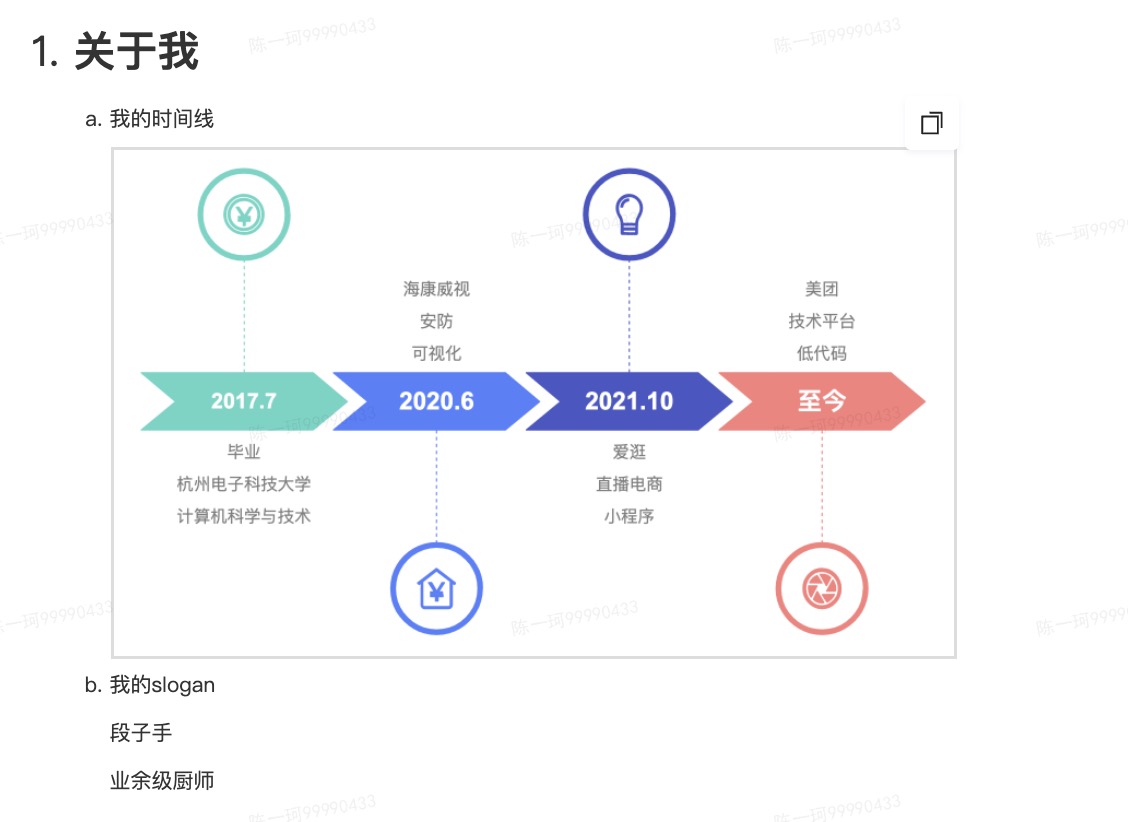 1. 关于我
a. 我的时间线
海康威视
安防
可视化
美团
技术平台
低代码
2017.7
2020.6
2021.10
至今
毕业
杭州电子科技大学
计算机科学与技术
爱逛
直播电商
小程序
b. 我的slogan
段子手
业余级厨师
陈一珂99990433